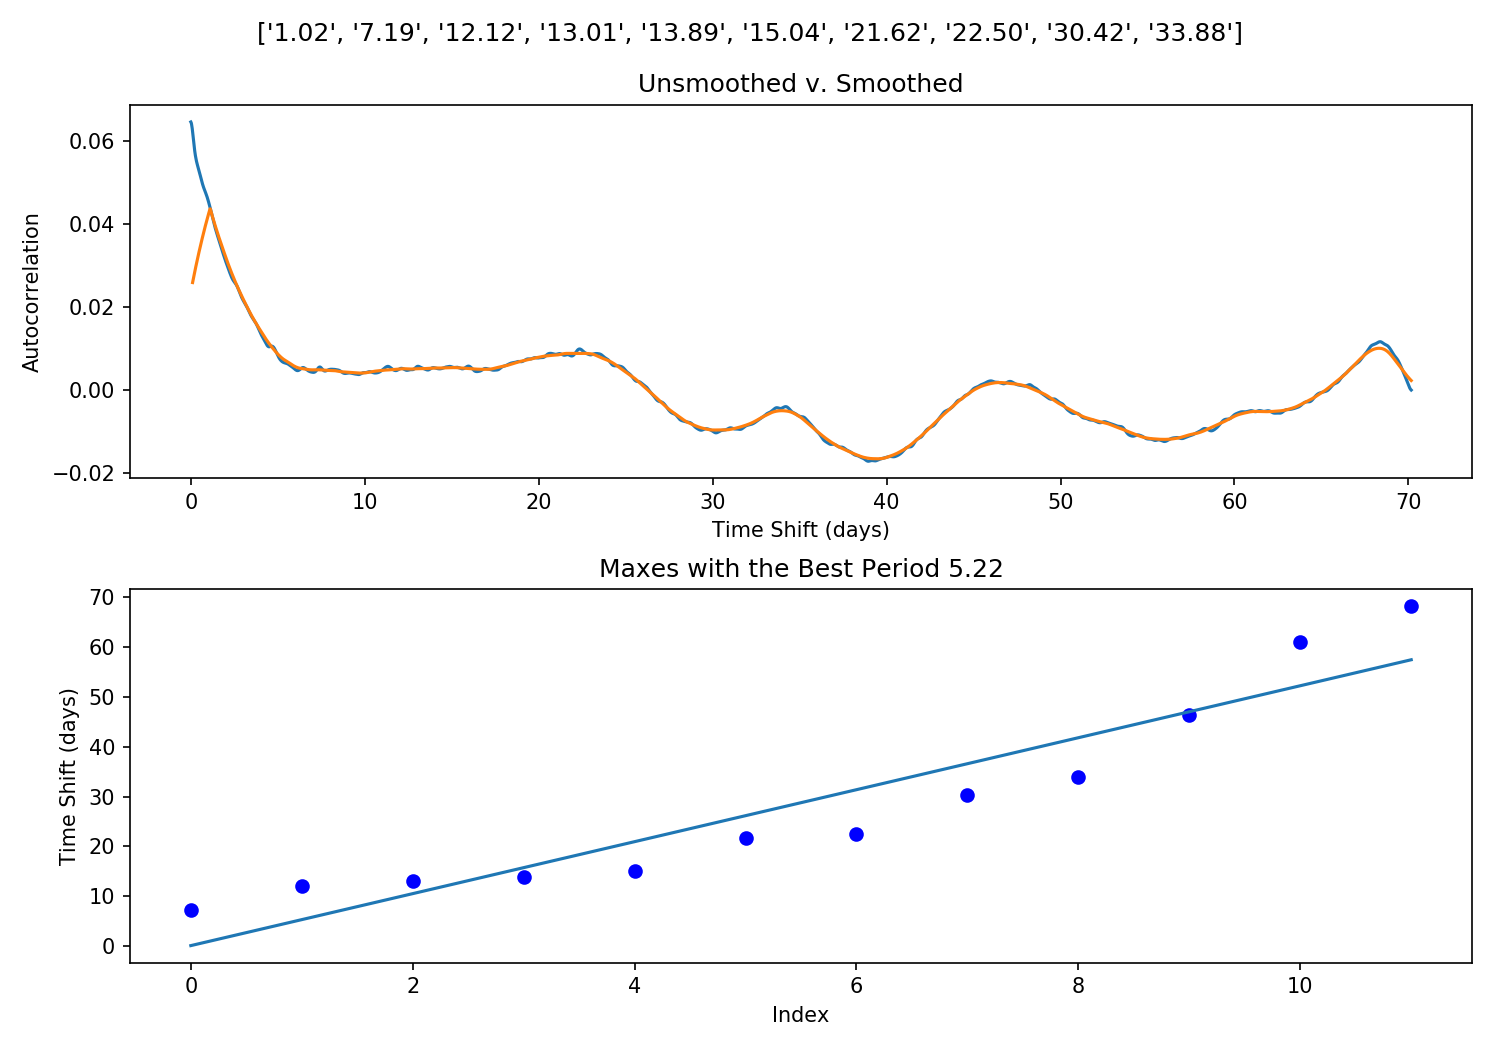 ['1.02', '7.19', '12.12', '13.01', '13.89', '15.04', '21.62', '22.50', '30.42', '33.88']
Unsmoothed v. Smoothed
Autocorrelation
0.06
0.04
0.02
0.00
−0.02
0 10 20 30 40 50 60 70
Time Shift (days)
Maxes with the Best Period 5.22
Time Shift (days)
70
60
50
40
30
20
10
0
0 2 4 6 8 10
Index